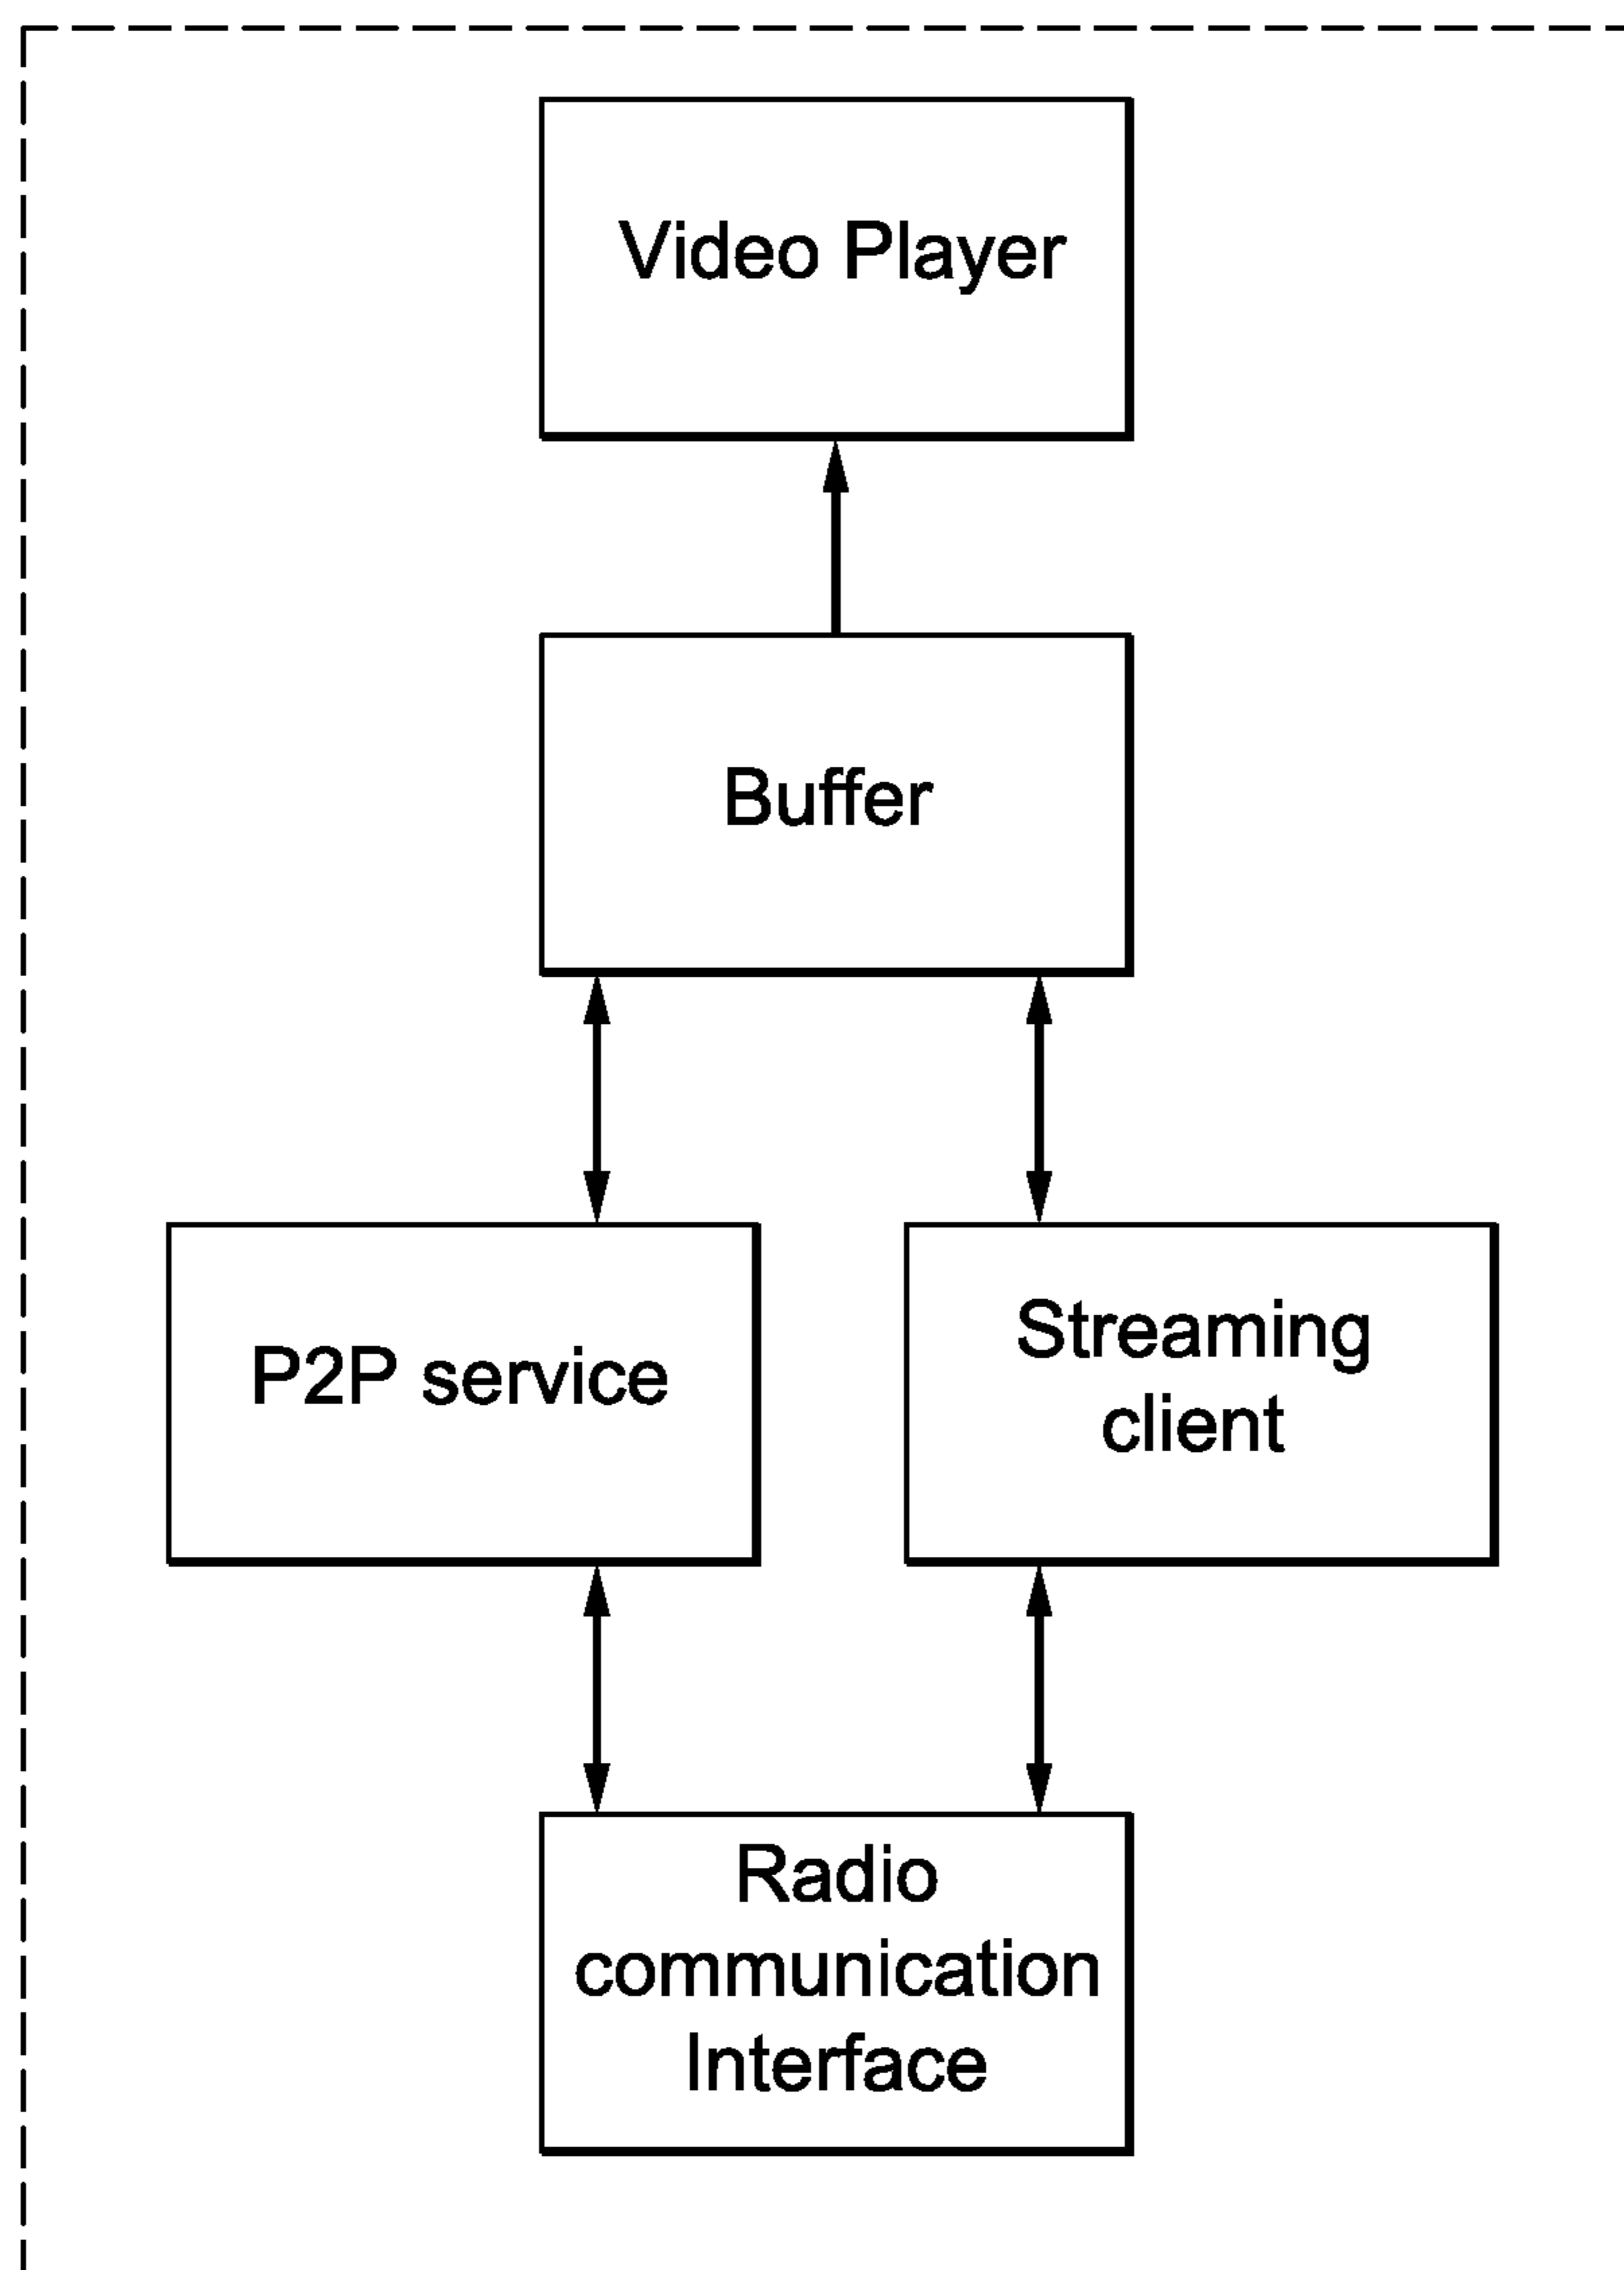 Video Player
Buffer
P2P service
Streaming
client
Radio
communication
Interface